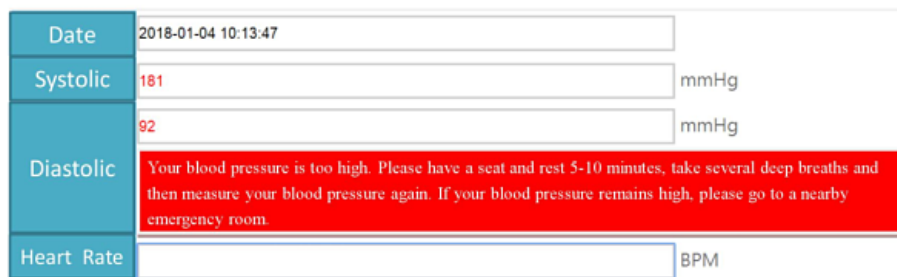 Date 2018-01-04 10:13:47
Systolic 181 mmHg
92 mmHg
Diastolic
Your blood pressure is too high. Please have a seat and rest 5-10 minutes, take several deep breaths and
then measure your blood pressure again. If your blood pressure remains high, please go to a nearby
emergency room.
Heart Rate BPM